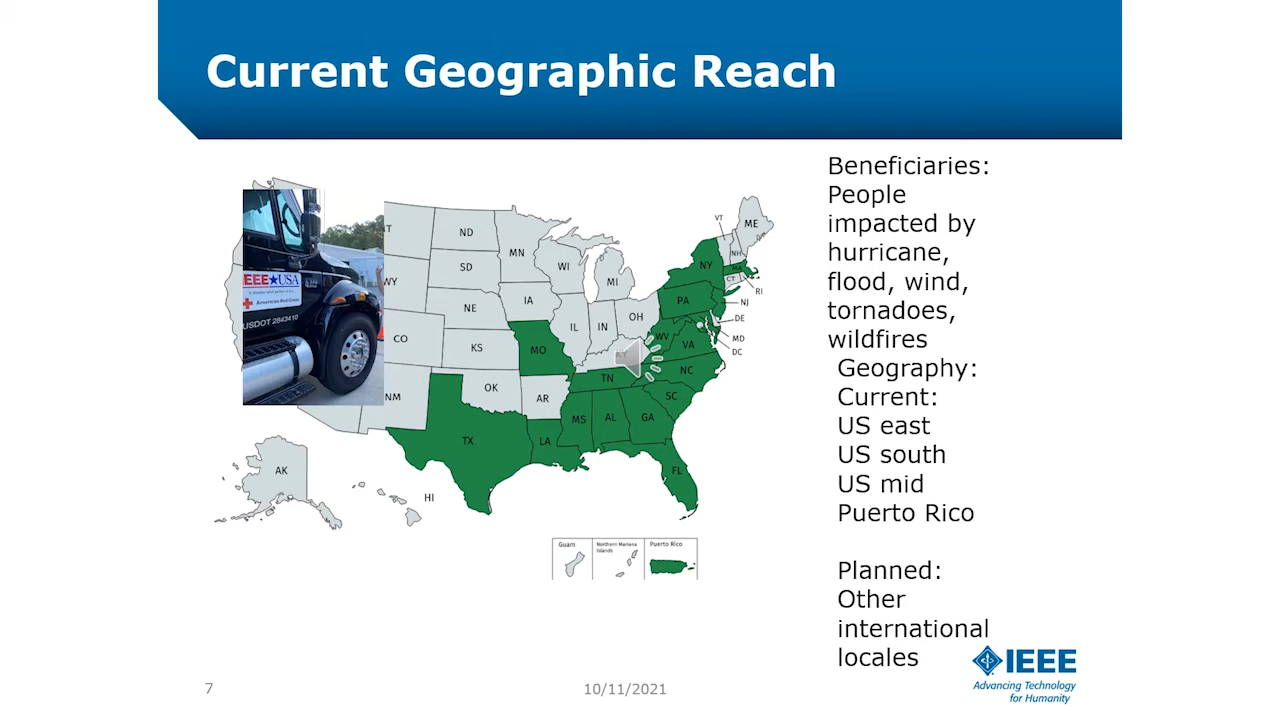 Current Geographic Reach
Beneficiaries:
People
impacted by
hurricane,
flood, wind,
tornadoes,
wildfires
Geography:
Current:
US east
US south
US mid
Puerto Rico
Planned:
Other
international
locales
ND
MN
SD
WI
MI
WY
IA
NE
IL
IN
OH
CO
KS
MO
KY
WV
VA
NM
OK
AR
TN
NC
SC
TX
LA
MS
AL
GA
FL
AK
HI
VT
ME
NH
NY
MA
CT
RI
PA
NJ
DE
MD
DC
EEE★USA
American Red Cross
USDOT 2843410
Guam
Northern Mariana
Islands
Puerto Rico
7
10/11/2021
IEEE
Advancing Technology
for Humanity